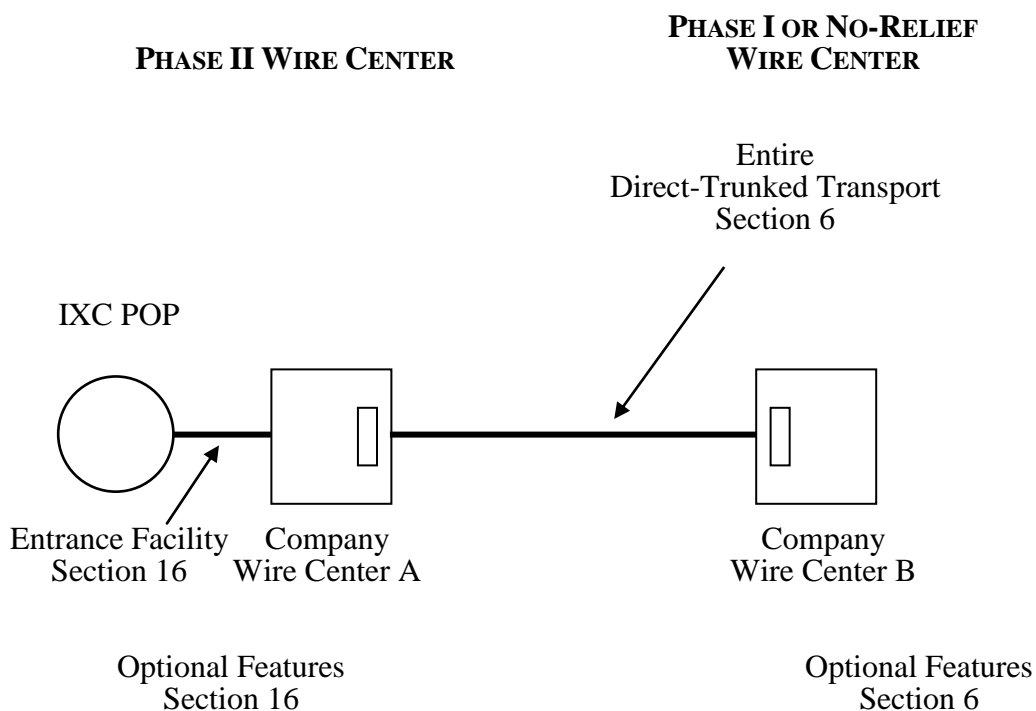 PHASE II WIRE CENTER
PHASE I OR NO-RELIEF
WIRE CENTER
Entire
Direct-Trunked Transport
Section 6
IXC POP
Entrance Facility
Section 16
Company
Wire Center A
Company
Wire Center B
Optional Features
Section 16
Optional Features
Section 6